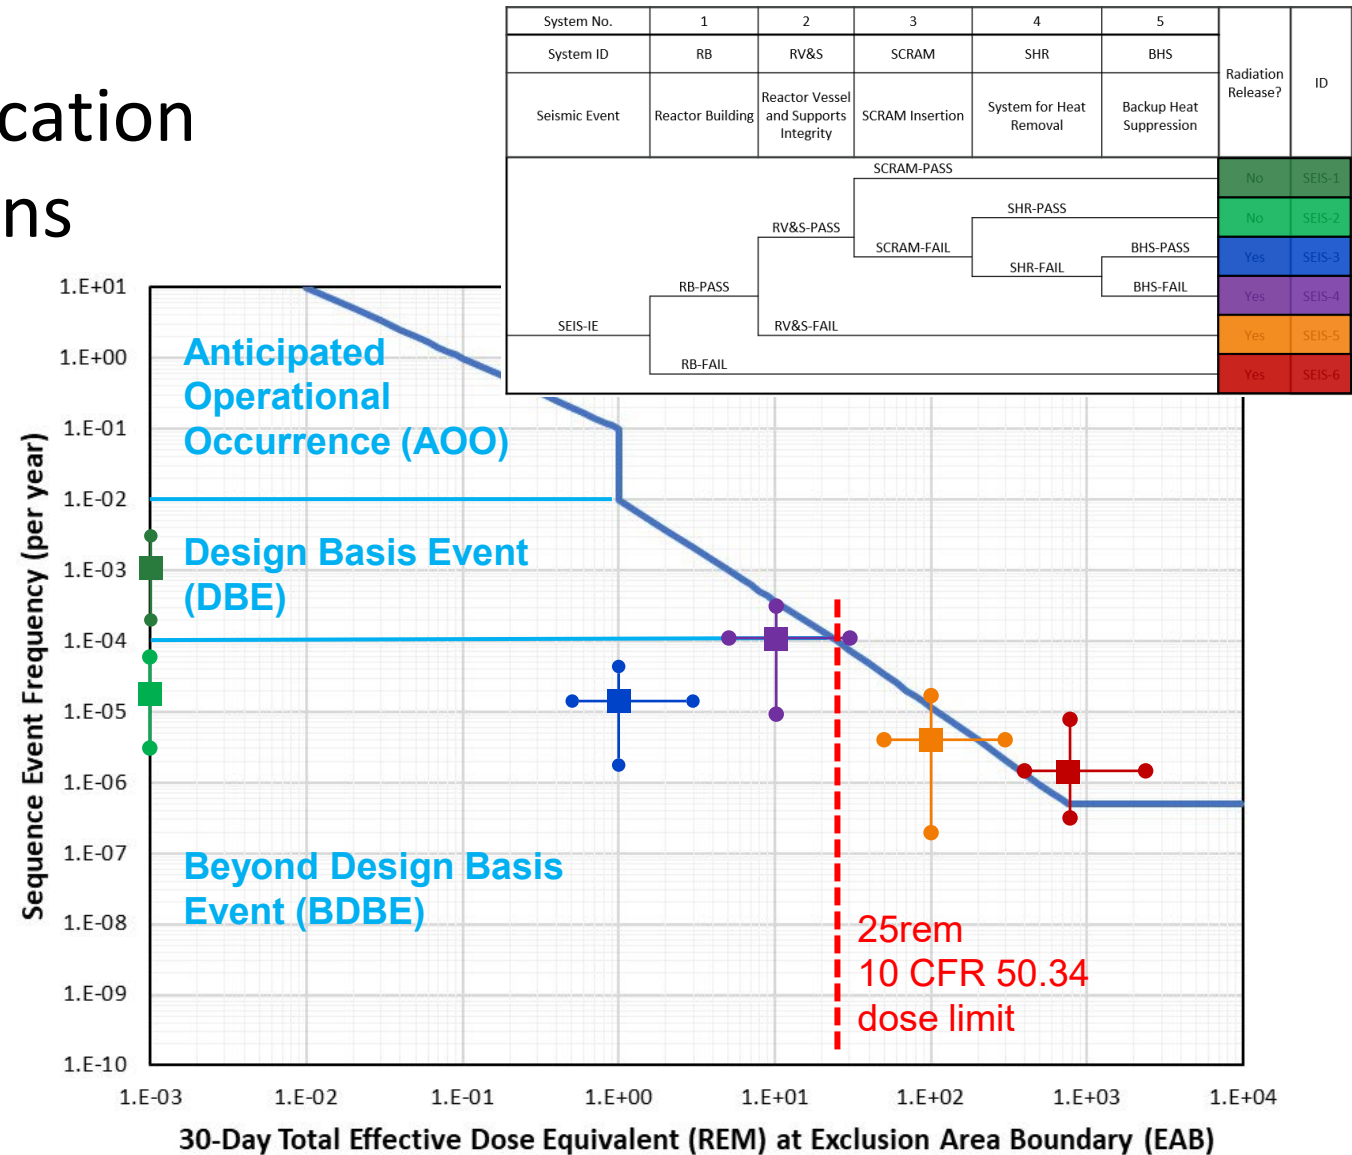 cation
ns
System No. 1 2 3 4 5
System ID RB RV&S SCRAM SHR BHS
Radiation
Release?
ID
Seismic Event
Reactor Building
Reactor Vessel
and Supports
Integrity
SCRAM Insertion
System for Heat
Removal
Backup Heat
Suppression
SCRAM-PASS
No SEIS-1
SHR-PASS
No SEIS-2
RV&S-PASS
SCRAM-FAIL
BHS-PASS
Yes SEIS-3
SHR-FAIL
RB-PASS
BHS-FAIL
Yes SEIS-4
SEIS-IE
RV&S-FAIL
Yes SEIS-5
RB-FAIL
Yes SEIS-6
1.E+01
1.E+00
1.E-01
1.E-02
1.E-03
1.E-04
1.E-05
1.E-06
1.E-07
1.E-08
1.E-09
1.E-10
Sequence Event Frequency (per year)
Anticipated
Operational
Occurrence (AOO)
Design Basis Event
(DBE)
Beyond Design Basis
Event (BDBE)
25rem
10 CFR 50.34
dose limit
1.E-03 1.E-02 1.E-01 1.E+00 1.E+01 1.E+02 1.E+03 1.E+04
30-Day Total Effective Dose Equivalent (REM) at Exclusion Area Boundary (EAB)